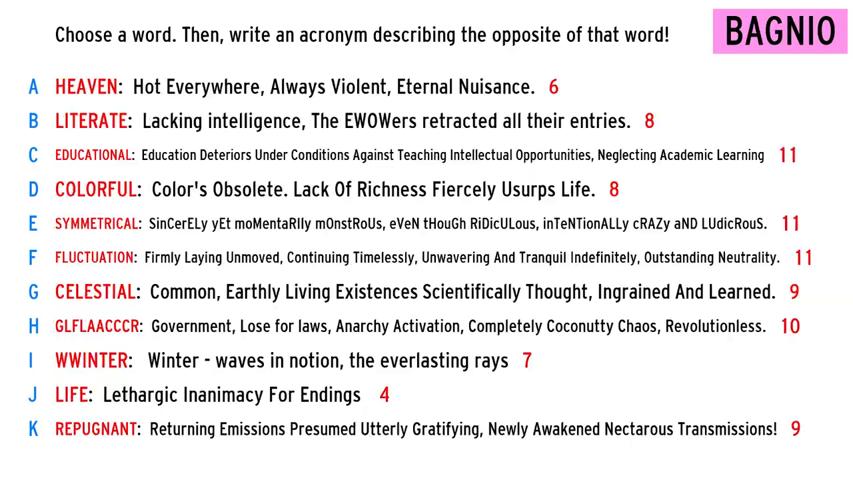 Choose a word. Then, write an acronym describing the opposite of that word!
BAGNIO
A HEAVEN: Hot Everywhere, Always Violent, Eternal Nuisance. 6
B LITERATE: Lacking intelligence, The EWOWers retracted all their entries. 8
C EDUCATIONAL: Education Deteriors Under Conditions Against Teaching Intellectual Opportunities, Neglecting Academic Learning 11
D COLORFUL: Color's Obsolete. Lack Of Richness Fiercely Usurps Life. 8
E SYMMETRICAL: SinCerELy yEt moMentaRlly mOnstRoUs, eVeN tHouGh RiDicULous, inTeNTionALLy cRAZy aND LUdicRouS. 11
F FLUCTUATION: Firmly Laying Unmoved, Continuing Timelessly, Unwavering And Tranquil Indefinitely, Outstanding Neutrality. 11
G CELESTIAL: Common, Earthly Living Existences Scientifically Thought, Ingrained And Learned. 9
H GLFLAACCCR: Government, Lose for laws, Anarchy Activation, Completely Coconutty Chaos, Revolutionless. 10
I WWINTER: Winter - waves in notion, the everlasting rays 7
J LIFE: Lethargic Inanimacy For Endings 4
K REPUGNANT: Returning Emissions Presumed Utterly Gratifying, Newly Awakened Nectarous Transmissions! 9